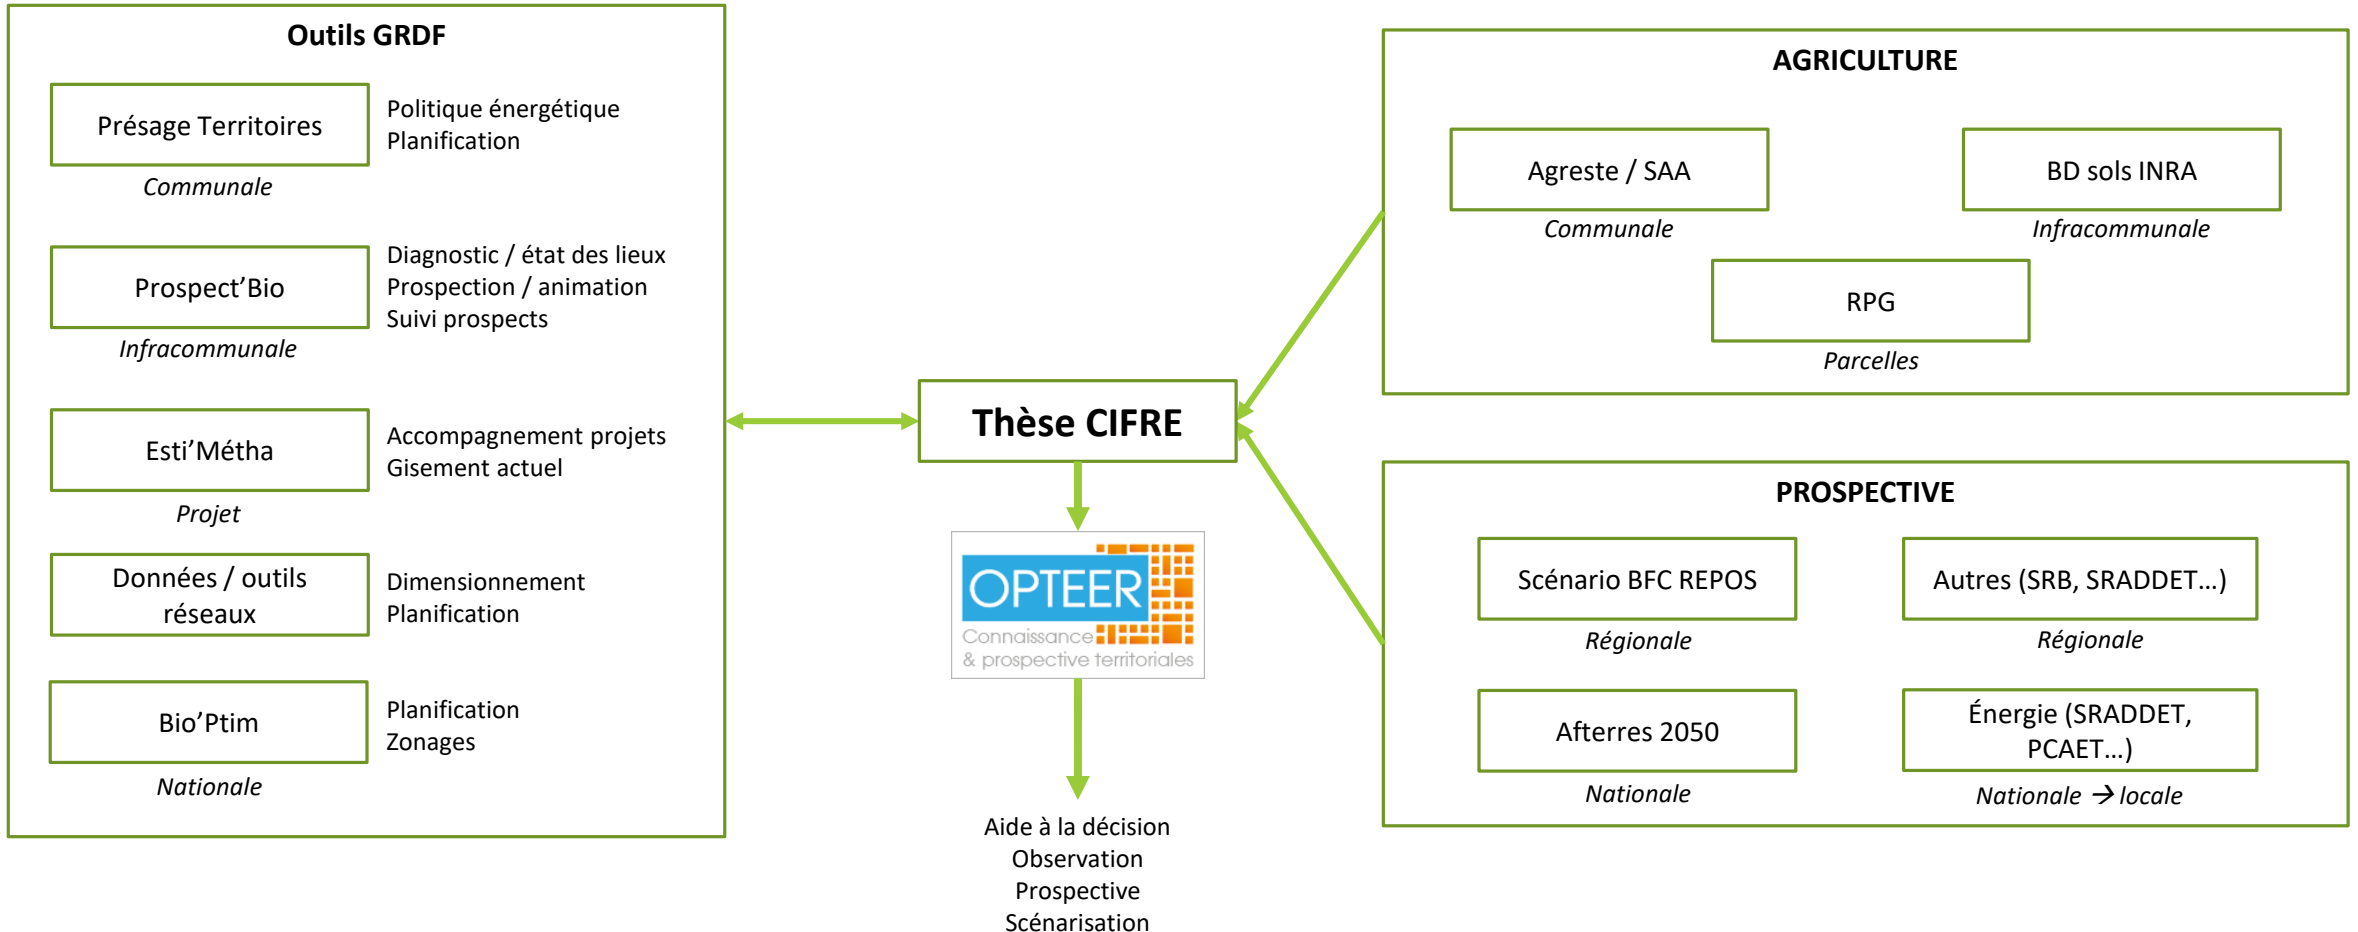 Outils GRDF
Présage Territoires
Communale
Politique énergétique
Planification
Prospect’Bio
Infracommunale
Diagnostic / état des lieux
Prospection / animation
Suivi prospects
Esti’Métha
Projet
Accompagnement projets
Gisement actuel
Données / outils
réseaux
Dimensionnement
Planification
Bio’Ptim
Nationale
Planification
Zonages
Thèse CIFRE
OPTEER
Connaissance
& prospective territoriales
Aide à la décision
Observation
Prospective
Scénarisation
AGRICULTURE
Agreste / SAA
Communale
BD sols INRA
Infracommunale
RPG
Parcelles
PROSPECTIVE
Scénario BFC REPOS
Régionale
Autres (SRB, SRADDET…)
Régionale
Afterres 2050
Nationale
Énergie (SRADDET,
PCAET…)
Nationale → locale